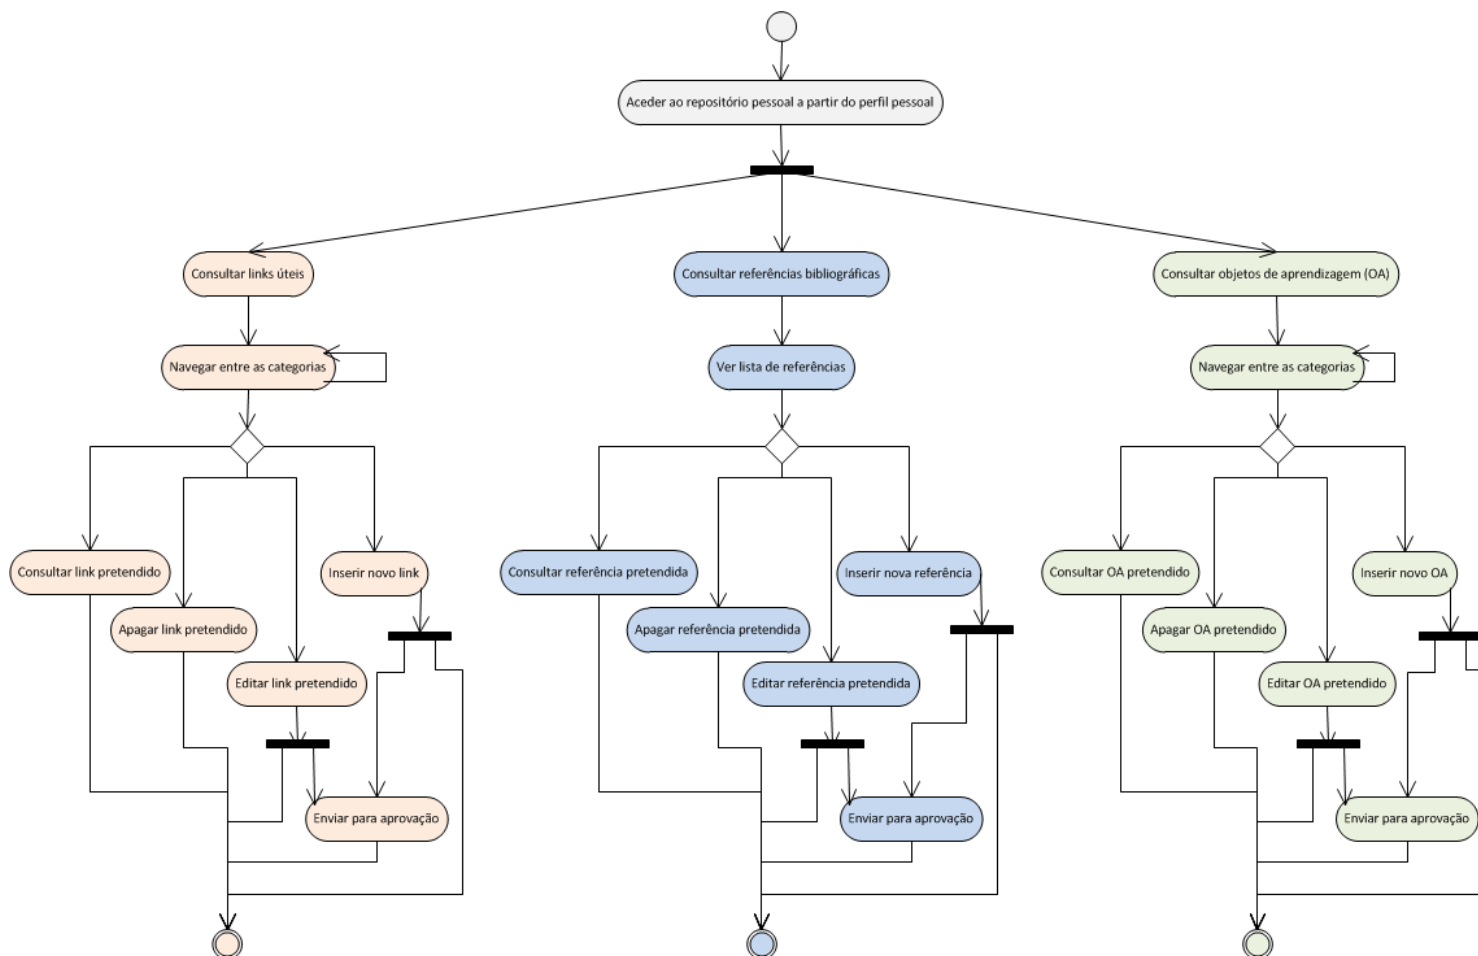 Aceder ao repositório pessoal a partir do perfil pessoal
Consultar links úteis
Consultar referências bibliográficas
Consultar objetos de aprendizagem (OA)
Navegar entre as categorias
Ver lista de referências
Navegar entre as categorias
Consultar link pretendido
Inserir novo link
Consultar referência pretendida
Inserir nova referência
Consultar OA pretendido
Inserir novo OA
Apagar link pretendido
Apagar referência pretendida
Apagar OA pretendido
Editar link pretendido
Editar referência pretendida
Editar OA pretendido
Enviar para aprovação
Enviar para aprovação
Enviar para aprovação